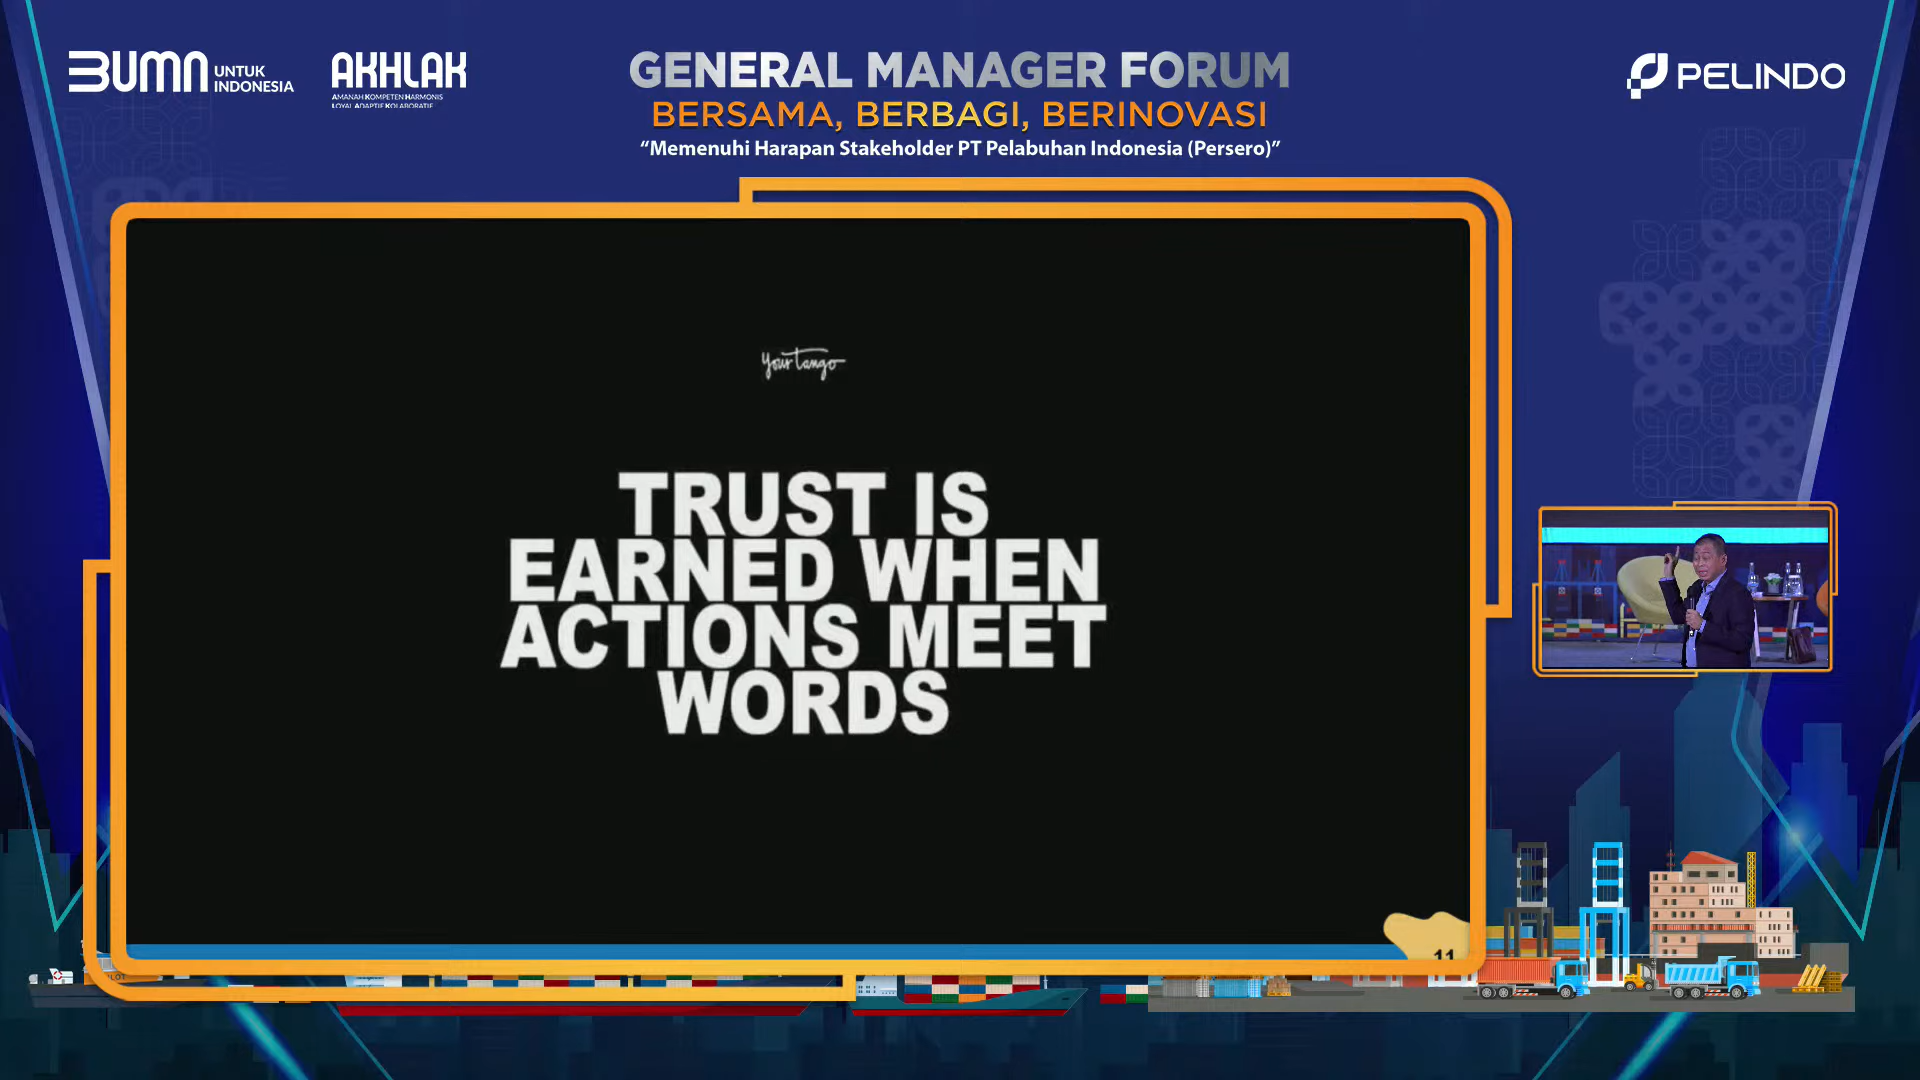 BUMN UNTUK INDONESIA
AKHLAK
AMANAH KOMPETEN HARMONIS
LOYAL ADAPTIF KOLABORATIF
GENERAL MANAGER FORUM
BERSAMA, BERBAGI, BERINOVASI
“Memenuhi Harapan Stakeholder PT Pelabuhan Indonesia (Persero)”
PELINDO
yourtango
TRUST IS
EARNED WHEN
ACTIONS MEET
WORDS
11